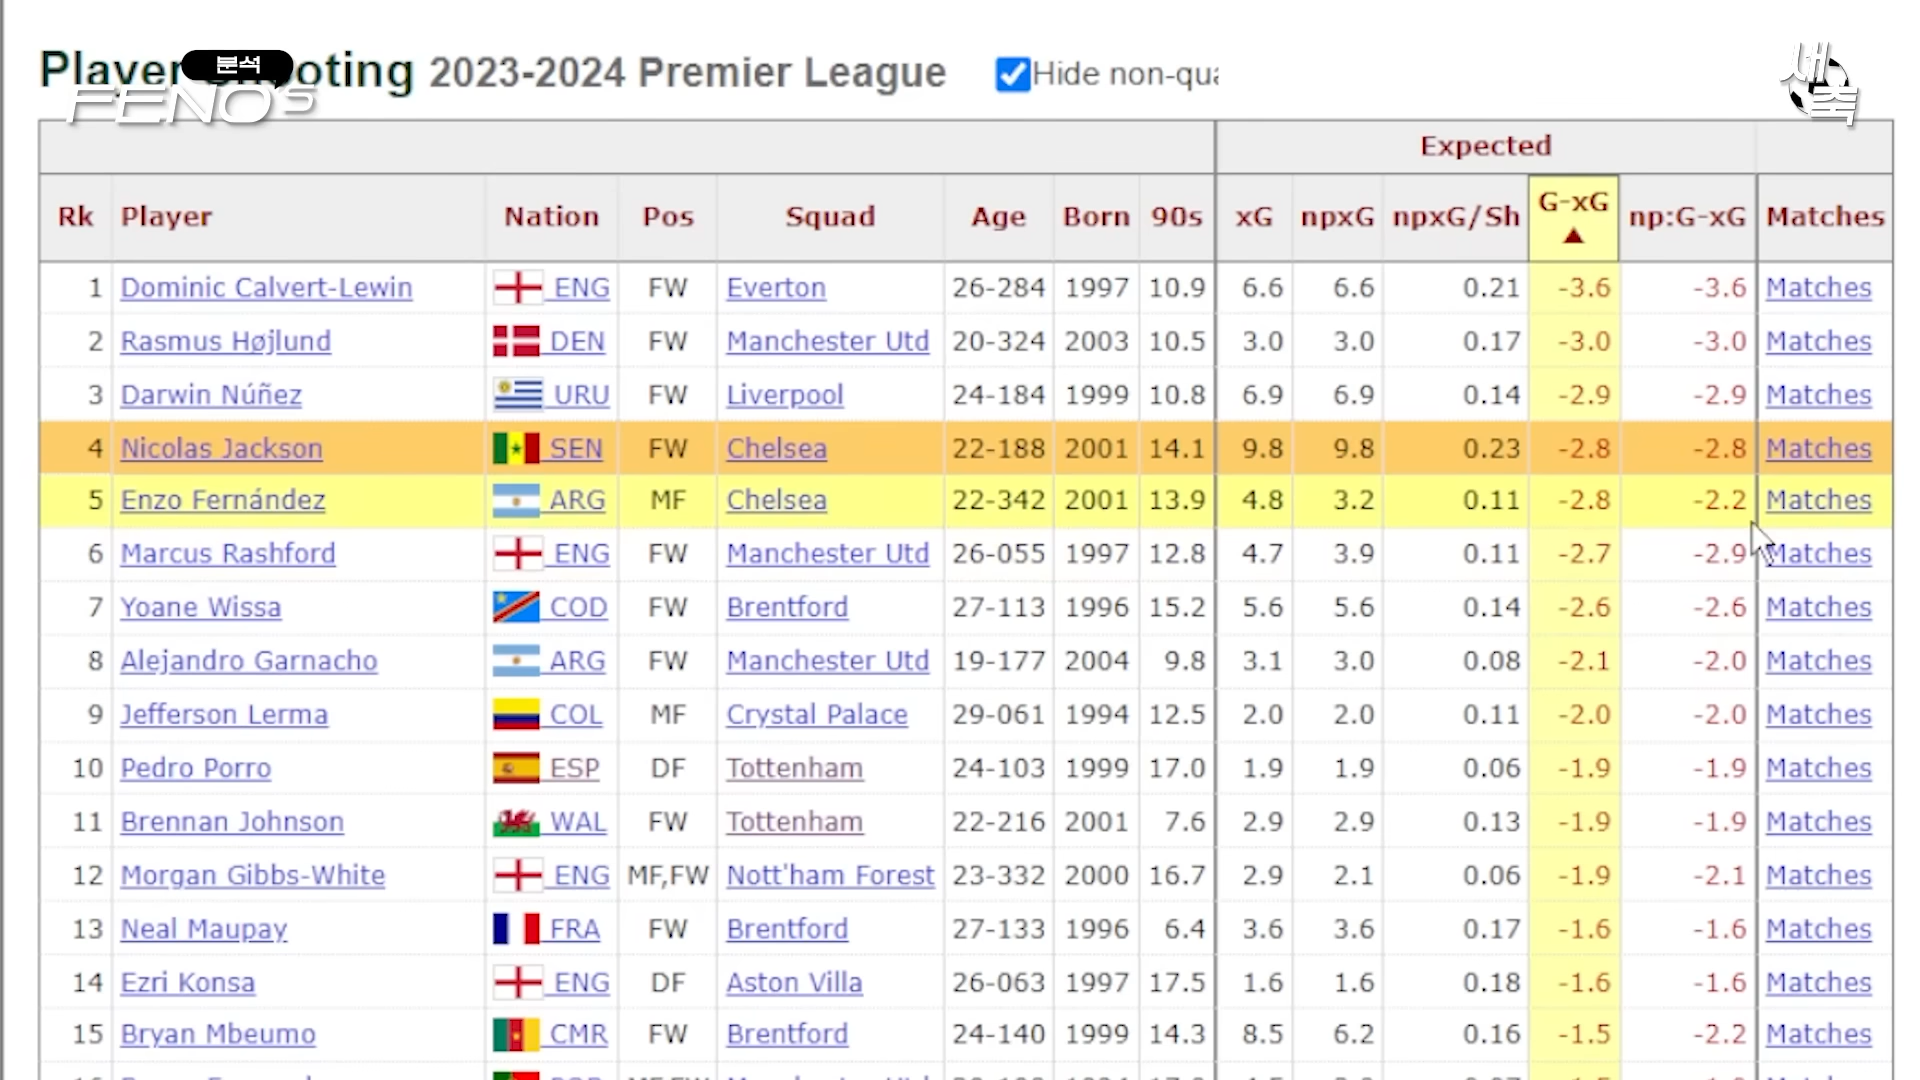 Player Shooting 2023-2024 Premier League Hide non-qua
분석
FENO'S
세축
Expected
Rk Player Nation Pos Squad Age Born 90s xG npxG npxG/Sh G-xG ▲ np:G-xG Matches
1 Dominic Calvert-Lewin ENG FW Everton 26-284 1997 10.9 6.6 6.6 0.21 -3.6 -3.6 Matches
2 Rasmus Højlund DEN FW Manchester Utd 20-324 2003 10.5 3.0 3.0 0.17 -3.0 -3.0 Matches
3 Darwin Núñez URU FW Liverpool 24-184 1999 10.8 6.9 6.9 0.14 -2.9 -2.9 Matches
4 Nicolas Jackson SEN FW Chelsea 22-188 2001 14.1 9.8 9.8 0.23 -2.8 -2.8 Matches
5 Enzo Fernández ARG MF Chelsea 22-342 2001 13.9 4.8 3.2 0.11 -2.8 -2.2 Matches
6 Marcus Rashford ENG FW Manchester Utd 26-055 1997 12.8 4.7 3.9 0.11 -2.7 -2.9 Matches
7 Yoane Wissa COD FW Brentford 27-113 1996 15.2 5.6 5.6 0.14 -2.6 -2.6 Matches
8 Alejandro Garnacho ARG FW Manchester Utd 19-177 2004 9.8 3.1 3.0 0.08 -2.1 -2.0 Matches
9 Jefferson Lerma COL MF Crystal Palace 29-061 1994 12.5 2.0 2.0 0.11 -2.0 -2.0 Matches
10 Pedro Porro ESP DF Tottenham 24-103 1999 17.0 1.9 1.9 0.06 -1.9 -1.9 Matches
11 Brennan Johnson WAL FW Tottenham 22-216 2001 7.6 2.9 2.9 0.13 -1.9 -1.9 Matches
12 Morgan Gibbs-White ENG MF,FW Nott'ham Forest 23-332 2000 16.7 2.9 2.1 0.06 -1.9 -2.1 Matches
13 Neal Maupay FRA FW Brentford 27-133 1996 6.4 3.6 3.6 0.17 -1.6 -1.6 Matches
14 Ezri Konsa ENG DF Aston Villa 26-063 1997 17.5 1.6 1.6 0.18 -1.6 -1.6 Matches
15 Bryan Mbeumo CMR FW Brentford 24-140 1999 14.3 8.5 6.2 0.16 -1.5 -2.2 Matches